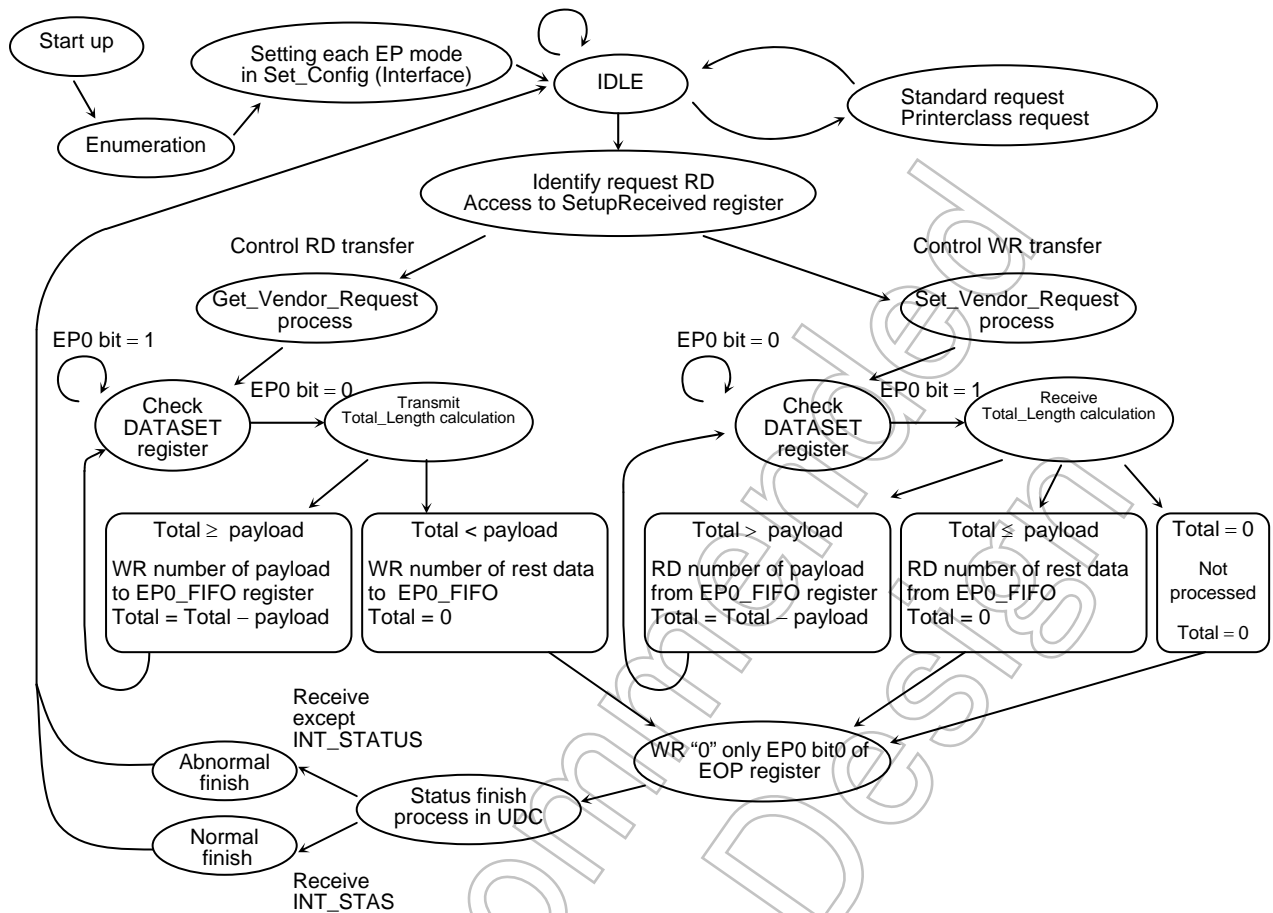 Start up
Setting each EP mode
in Set_Config (Interface)
IDLE
Standard request
Printerclass request
Enumeration
Identify request RD
Access to SetupReceived register
Control RD transfer
Control WR transfer
Get_Vendor_Request
process
Set_Vendor_Request
process
EP0 bit = 1
EP0 bit = 0
Check
DATASET
register
EP0 bit = 0
Transmit
Total_Length calculation
Check
DATASET
register
EP0 bit = 1
Receive
Total_Length calculation
Total ≥ payload
WR number of payload
to EP0_FIFO register
Total = Total − payload
Total < payload
WR number of rest data
to EP0_FIFO
Total = 0
Total > payload
RD number of payload
from EP0_FIFO register
Total = Total − payload
Total ≤ payload
RD number of rest data
from EP0_FIFO
Total = 0
Total = 0
Not
processed
Total = 0
Receive
except
INT_STATUS
Abnormal
finish
WR “0” only EP0 bit0 of
EOP register
Status finish
process in UDC
Normal
finish
Receive
INT_STAS
ommended
Design